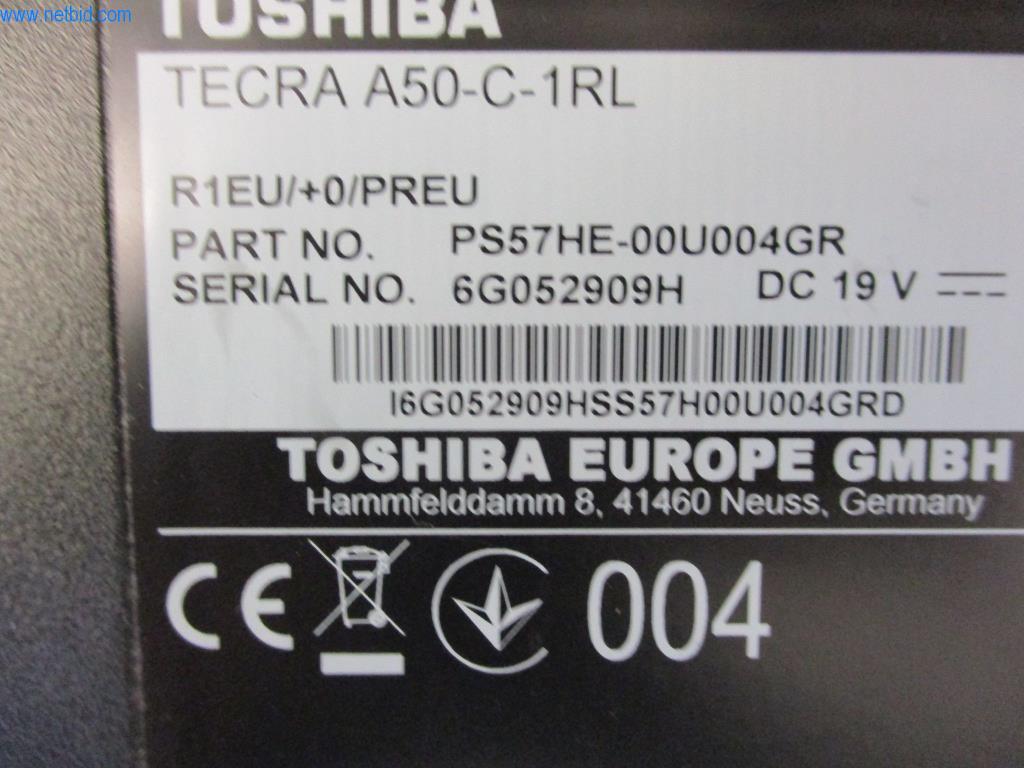 www.netbid.com
TOSHIBA
TECRA A50-C-1RL
R1EU/+0/PREU
PART NO. PS57HE-00U004GR
SERIAL NO. 6G052909H DC 19 V
I6G052909HSS57H00U004GRD
TOSHIBA EUROPE GMBH
Hammfelddamm 8, 41460 Neuss, Germany
CE 004